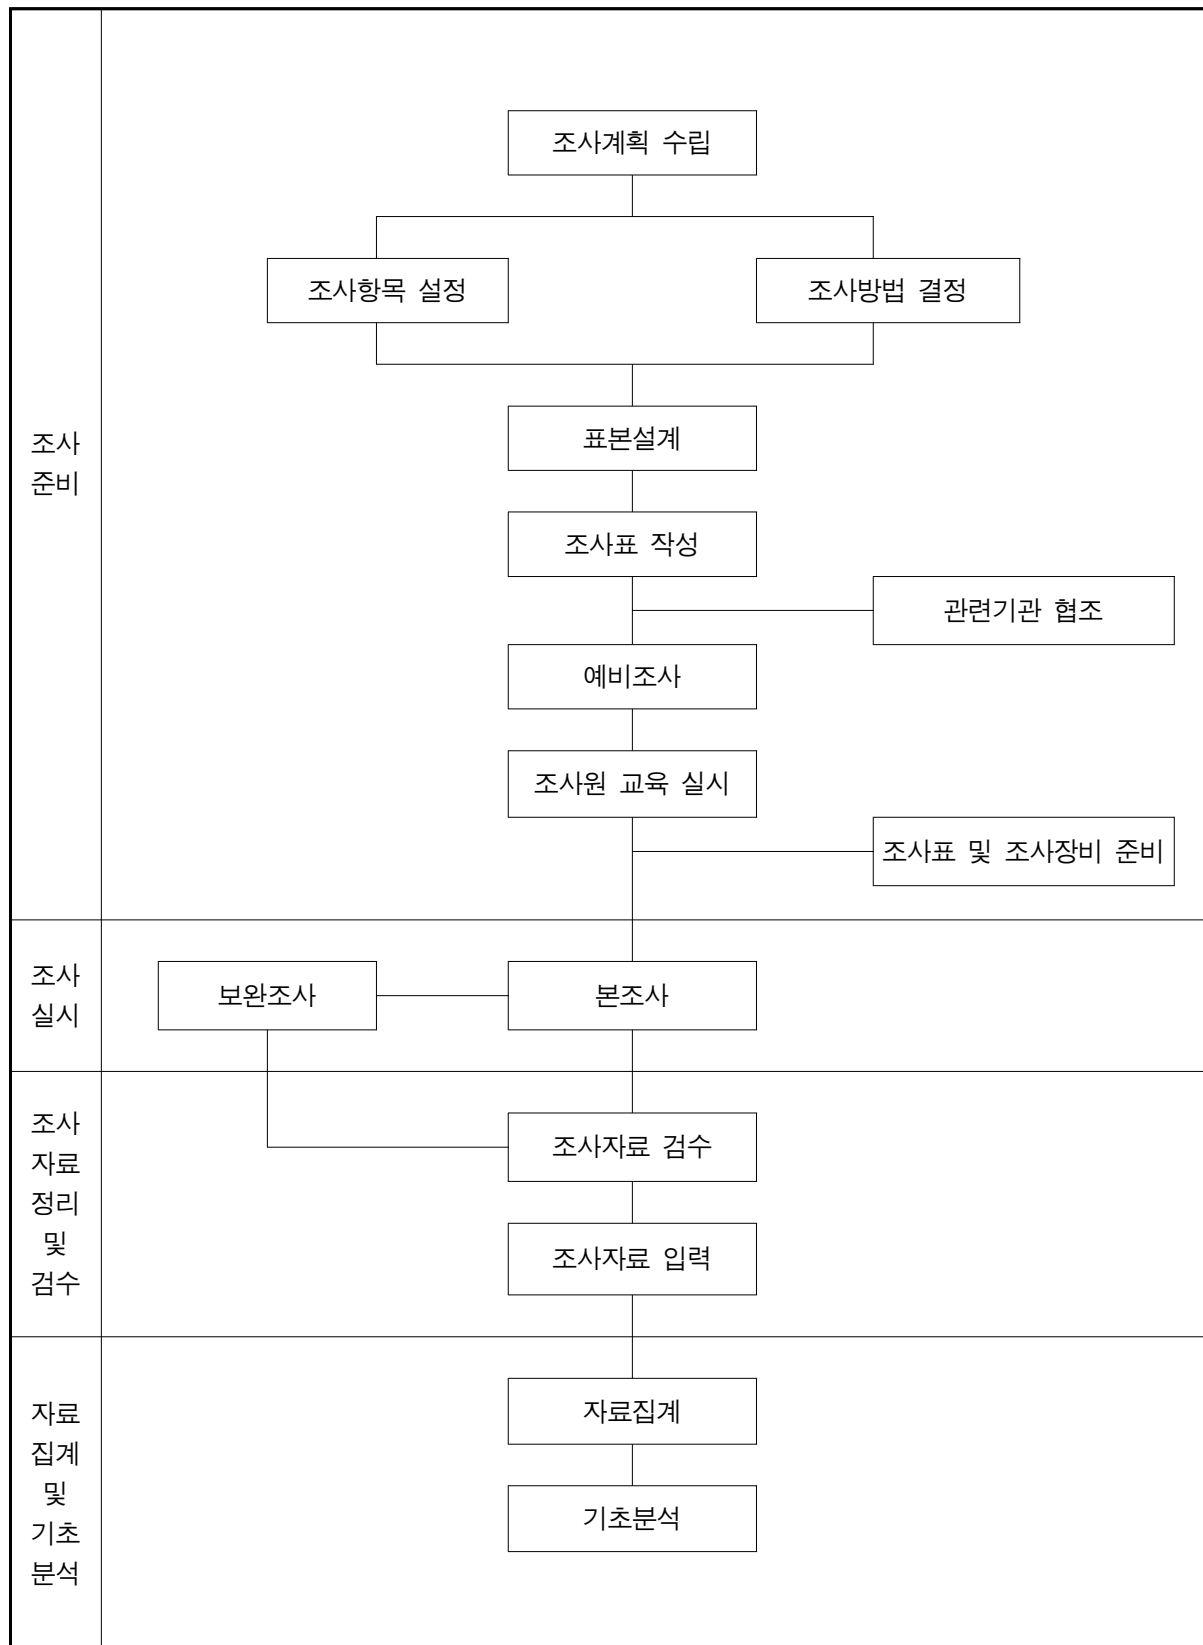 조사
준비
조사계획 수립
조사항목 설정
조사방법 결정
표본설계
조사표 작성
관련기관 협조
예비조사
조사원 교육 실시
조사표 및 조사장비 준비
조사
실시
보완조사
본조사
조사
자료
정리
및
검수
조사자료 검수
조사자료 입력
자료
집계
및
기초
분석
자료집계
기초분석